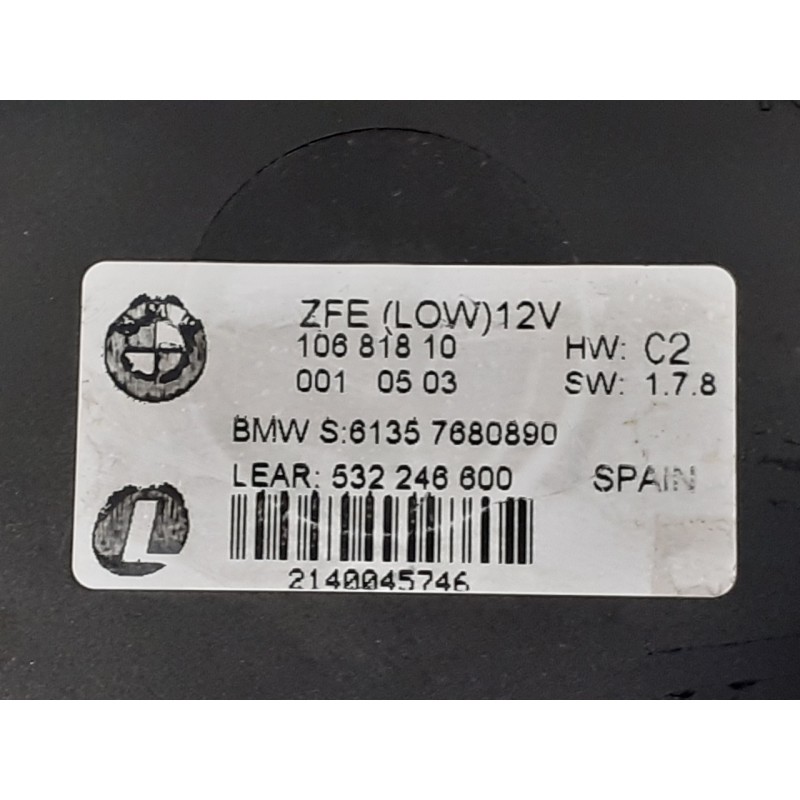 ZFE (LOW)12V
106 818 10 HW: C2
001 05 03 SW: 1.7.8
BMW S:6135 7680890
LEAR: 532 246 600 SPAIN
2140045746